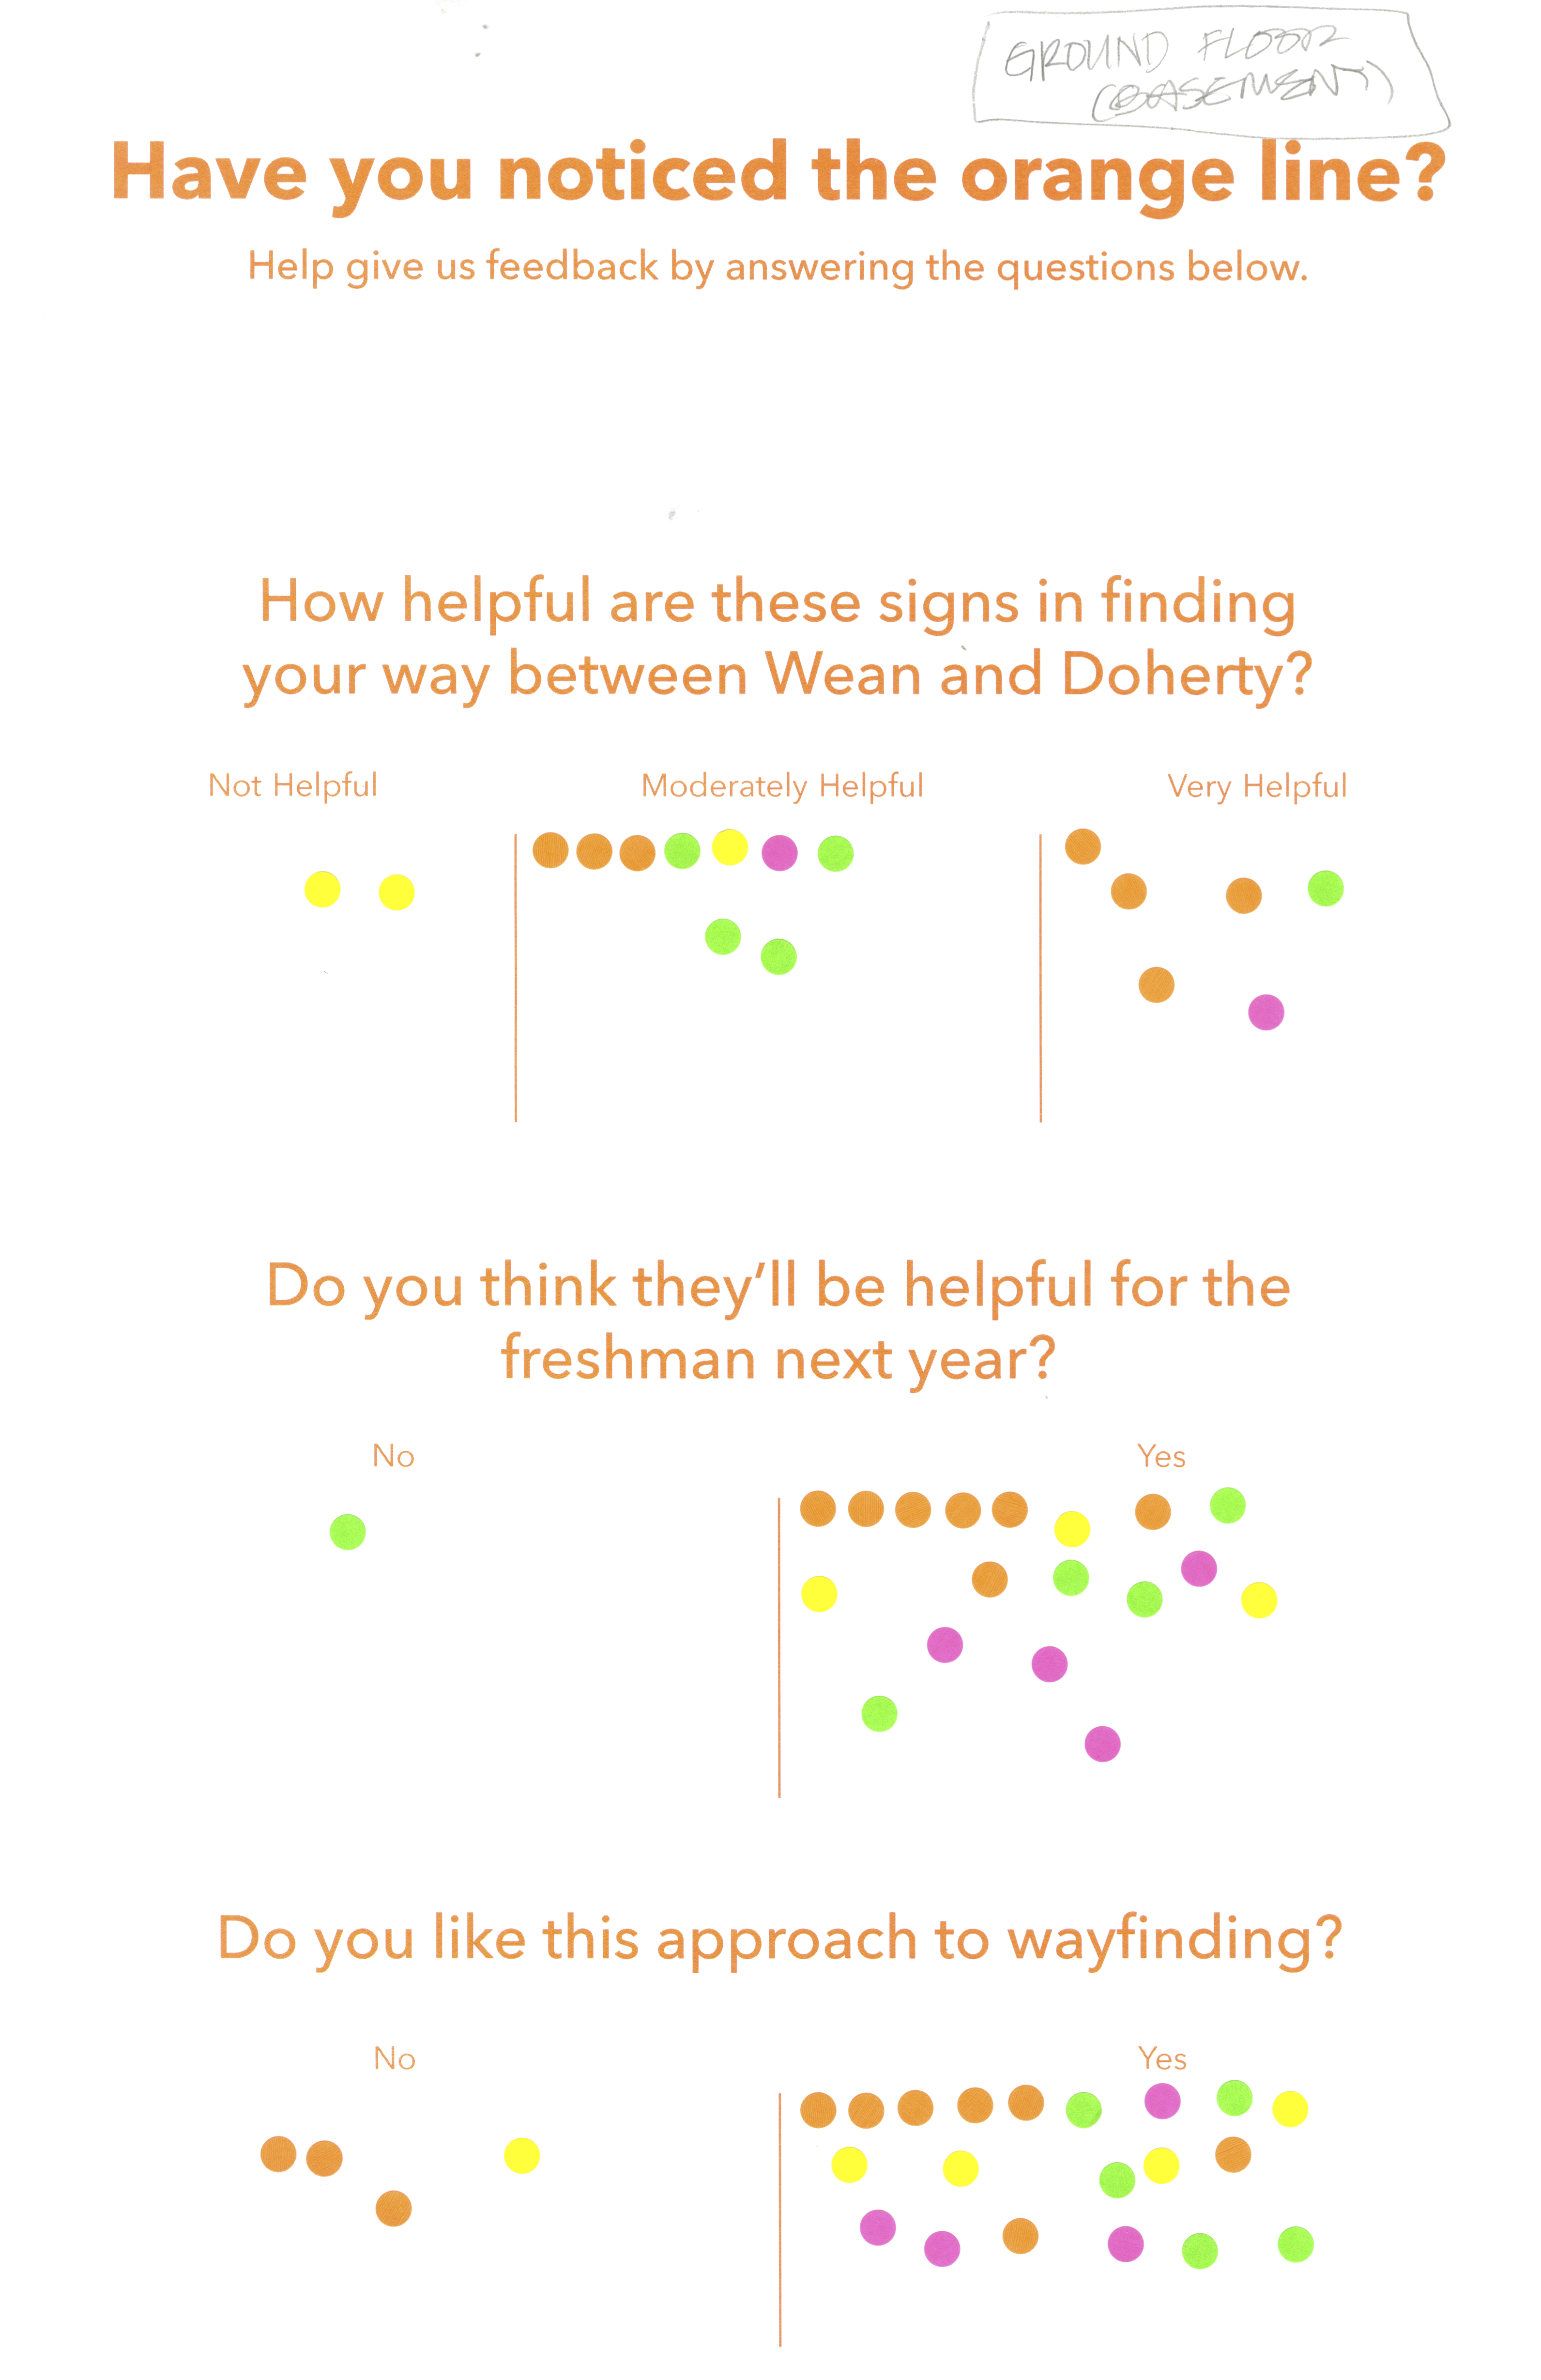 GROUND FLOOR
(BASEMENT)
Have you noticed the orange line?
Help give us feedback by answering the questions below.
How helpful are these signs in finding
your way between Wean and Doherty?
Not Helpful Moderately Helpful Very Helpful
Do you think they'll be helpful for the
freshman next year?
No Yes
Do you like this approach to wayfinding?
No Yes